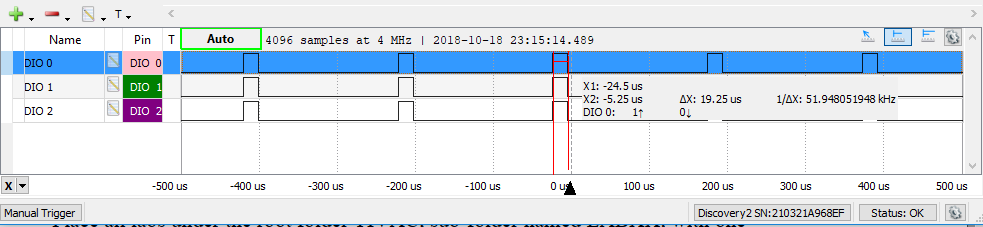 T
Name Pin T Auto 4096 samples at 4 MHz | 2018-10-18 23:15:14.489
DIO 0 DIO 0
DIO 1 DIO 1
DIO 2 DIO 2
X1: -24.5 us
X2: -5.25 us ΔX: 19.25 us 1/ΔX: 51.948051948 kHz
DIO 0: 1↑ 0↓
X -500 us -400 us -300 us -200 us -100 us 0 us 100 us 200 us 300 us 400 us 500 us
Manual Trigger Discovery2 SN:210321A968EF Status: OK